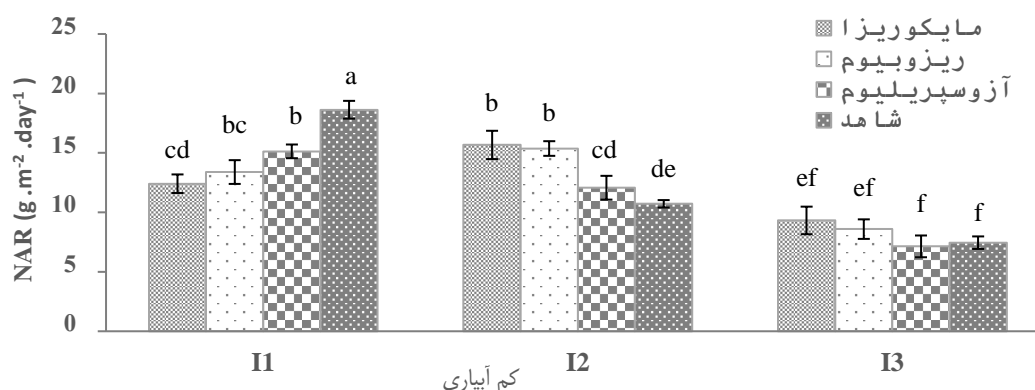 25
20
15
10
5
0
NAR (g .m-2 .day-1 )
مایکوریزا
ریزوبیوم
آزوسپریلیوم
شاهد
cd
bc
b
a
b
b
cd
de
ef
ef
f
f
I1
I2
I3
کم آبیاری